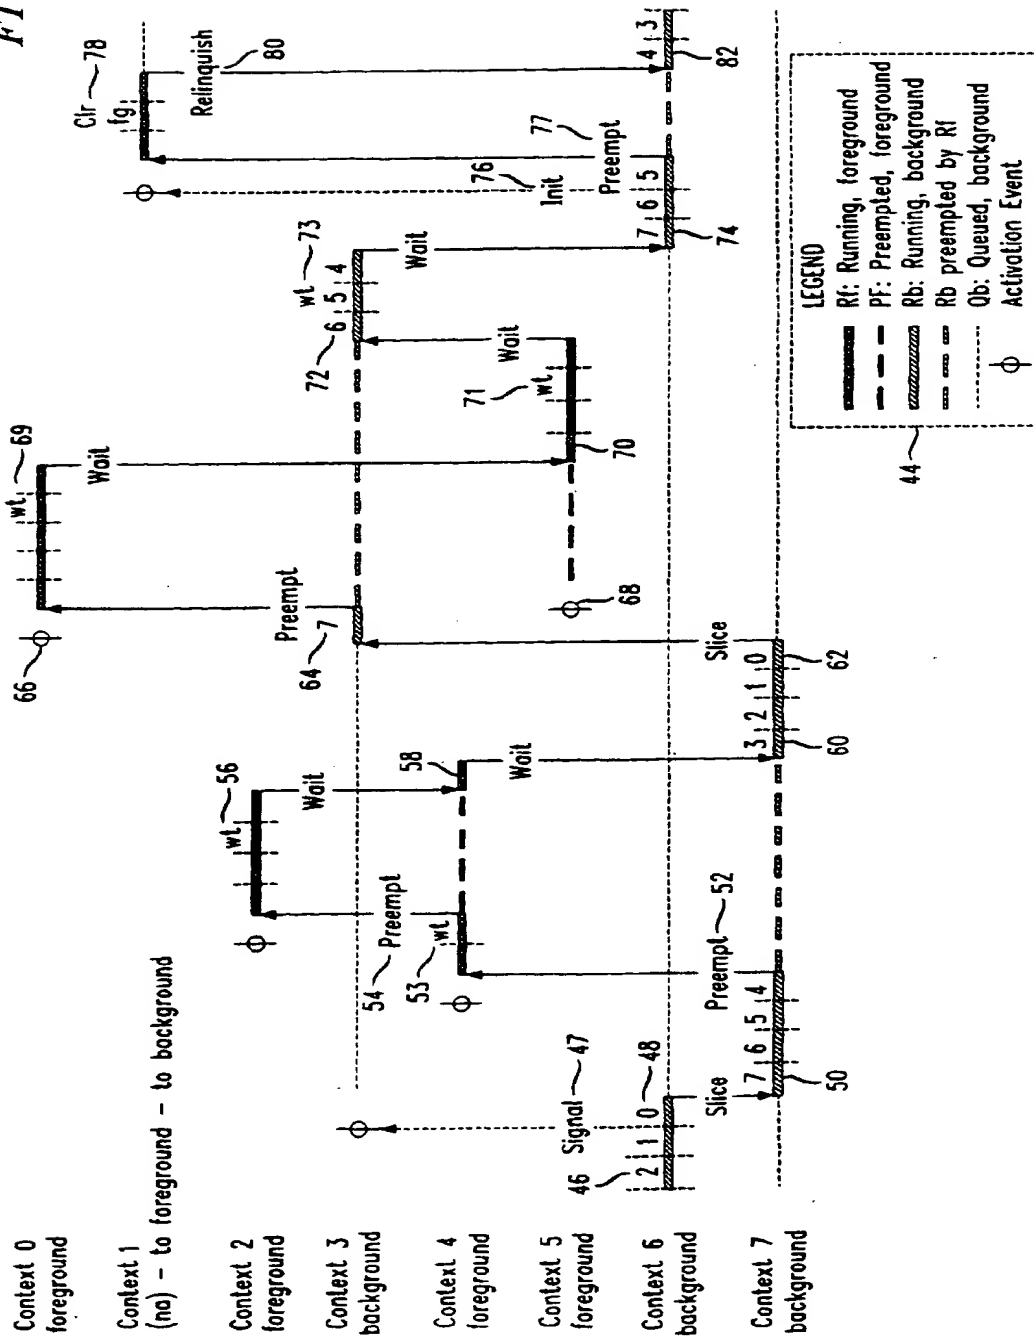 FI
Context 0
foreground
66
wt
69
Wait
Context 1
(na) - to foreground - to background
Clr
78
fg
Relinquish
80
Context 2
foreground
wt
56
Wait
Context 3
background
54
Preempt
64
7
Preempt
72
6 5 4
wt
73
Wait
76
Init
Context 4
foreground
53
wt
58
Wait
Context 5
foreground
68
70
71
wt
Wait
Context 6
background
46
2 1 0
Signal
47
48
Slice
Slice
7 6 5
74
Preempt
77
4 3
82
Context 7
background
7 6 5 4
50
Preempt
52
3 2 1 0
60
62
44
LEGEND
Rf: Running, foreground
PF: Preempted, foreground
Rb: Running, background
Rb preempted by Rf
Qb: Queued, background
Activation Event